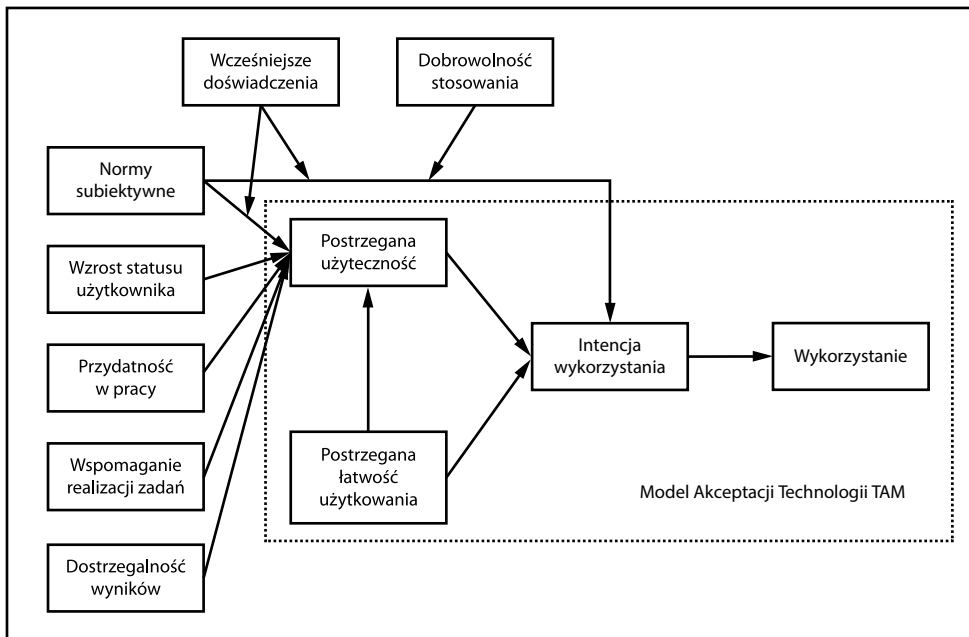 Wcześniejsze
doświadczenia
Dobrowolność
stosowania
Normy
subiektywne
Postrzegana
użyteczność
Wzrost statusu
użytkownika
Intencja
wykorzystania
Wykorzystanie
Przydatność
w pracy
Postrzegana
łatwość
użytkowania
Wspomaganie
realizacji zadań
Model Akceptacji Technologii TAM
Dostrzegalność
wyników